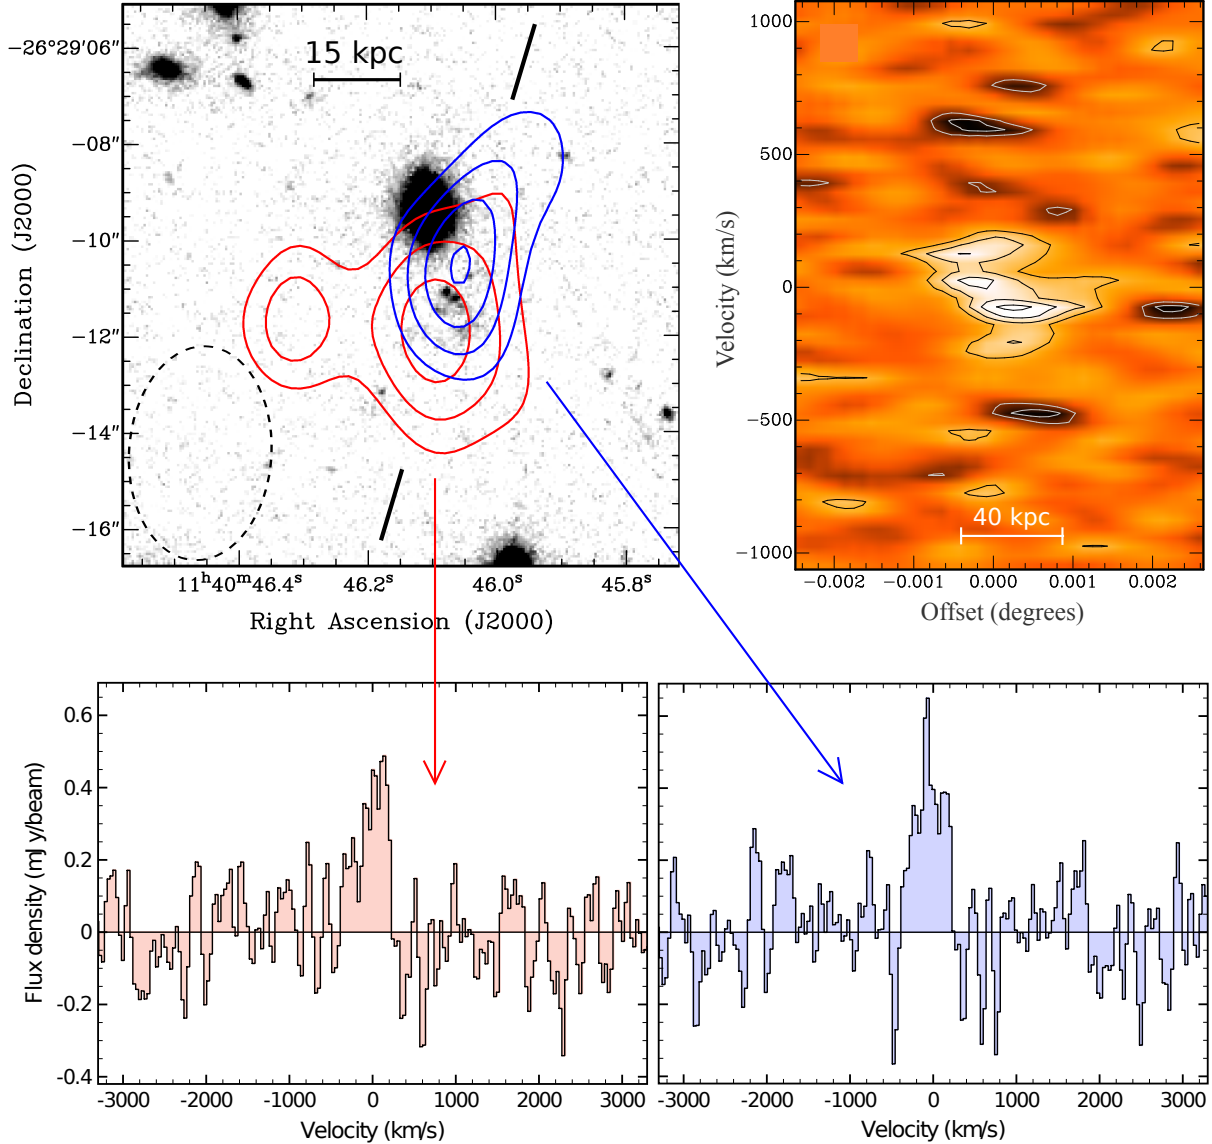 −26°29′06″
−08″
−10″
−12″
−14″
−16″
Declination (J2000)
15 kpc
11ʰ40ᵐ46.4ˢ 46.2ˢ 46.0ˢ 45.8ˢ
Right Ascension (J2000)
1000
500
0
−500
−1000
Velocity (km/s)
40 kpc
−0.002 −0.001 0.000 0.001 0.002
Offset (degrees)
0.6
0.4
0.2
0
-0.2
-0.4
Flux density (mJy/beam)
-3000 -2000 -1000 0 1000 2000 3000
Velocity (km/s)
-3000 -2000 -1000 0 1000 2000 3000
Velocity (km/s)